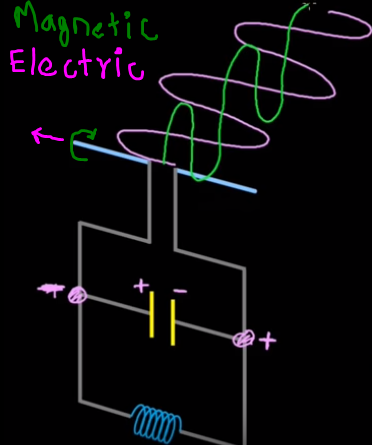 Magnetic
Electric
+ -
+